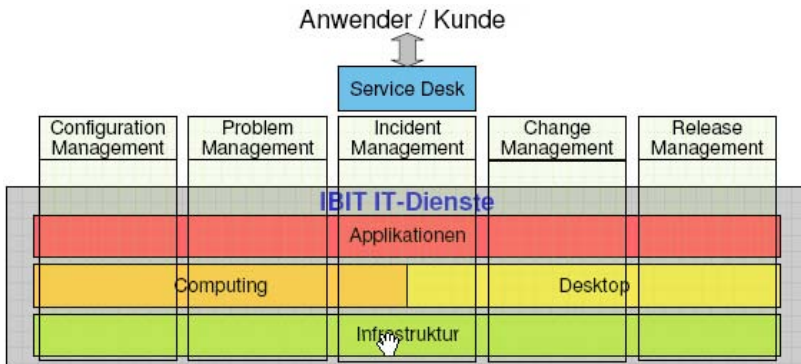 Anwender / Kunde
Service Desk
Configuration
Management
Problem
Management
Incident
Management
Change
Management
Release
Management
IBIT IT-Dienste
Applikationen
Computing
Desktop
Infrastruktur